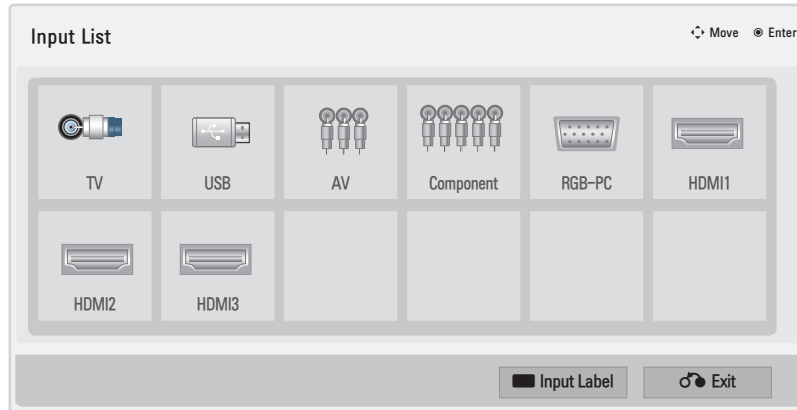 Input List
Move Enter
TV USB AV Component RGB-PC HDMI1
HDMI2 HDMI3
Input Label Exit